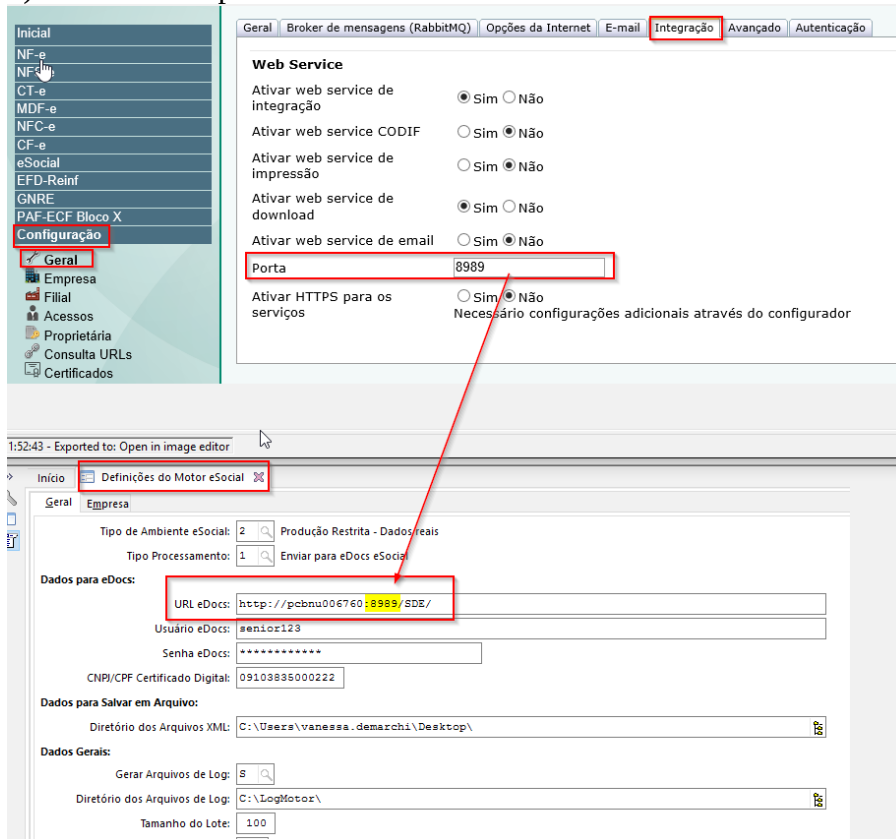 Inicial
NF-e
NFS-e
CT-e
MDF-e
NFC-e
CF-e
eSocial
EFD-Reinf
GNRE
PAF-ECF Bloco X
Configuração
Geral
Empresa
Filial
Acessos
Proprietária
Consulta URLs
Certificados
Geral Broker de mensagens (RabbitMQ) Opções da Internet E-mail Integração Avançado Autenticação
Web Service
Ativar web service de
integração Sim Não
Ativar web service CODIF Sim Não
Ativar web service de
impressão Sim Não
Ativar web service de
download Sim Não
Ativar web service de email Sim Não
Porta 8989
Ativar HTTPS para os
serviços Sim Não
Necessário configurações adicionais através do configurador
1:52:43 - Exported to: Open in image editor
Início Definições do Motor eSocial
Geral Empresa
Tipo de Ambiente eSocial: 2 Produção Restrita - Dados reais
Tipo Processamento: 1 Enviar para eDocs eSocial
Dados para eDocs:
URL eDocs: http://pcbnu006760:8989/SDE/
Usuário eDocs: senior123
Senha eDocs: ************
CNPJ/CPF Certificado Digital: 09103835000222
Dados para Salvar em Arquivo:
Diretório dos Arquivos XML: C:\Users\vanessa.demarchi\Desktop\
Dados Gerais:
Gerar Arquivos de Log: S
Diretório dos Arquivos de Log: C:\LogMotor\
Tamanho do Lote: 100